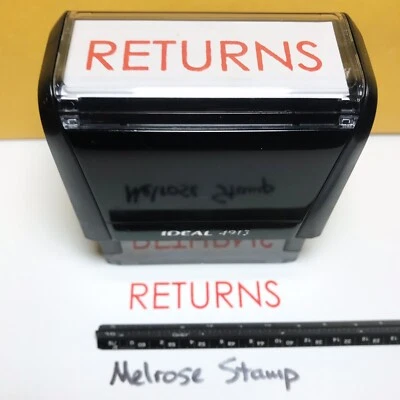 RETURNS
IDEAL 4913
RETURNS
Melrose Stamp